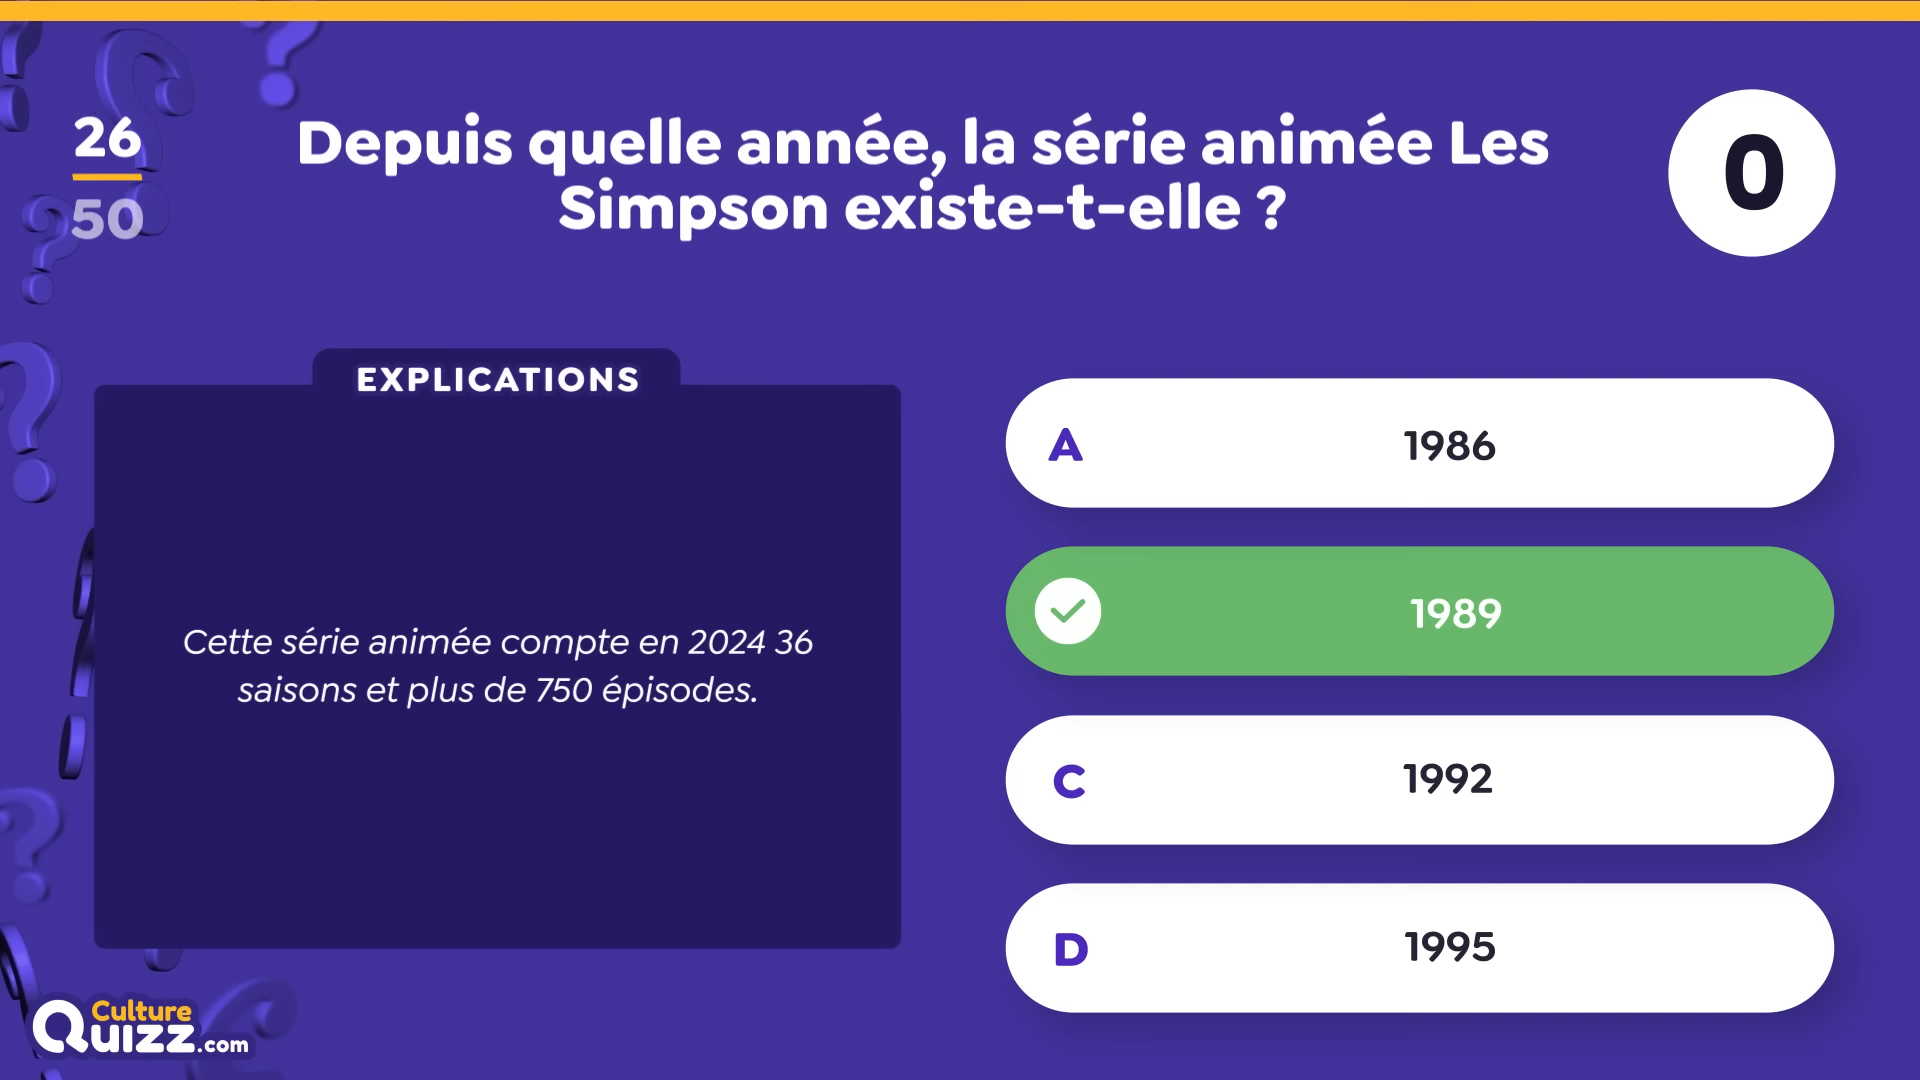 26
50
Depuis quelle année, la série animée Les
Simpson existe-t-elle ?
0
EXPLICATIONS
Cette série animée compte en 2024 36
saisons et plus de 750 épisodes.
A 1986
1989
C 1992
D 1995
Culture
Quizz.com